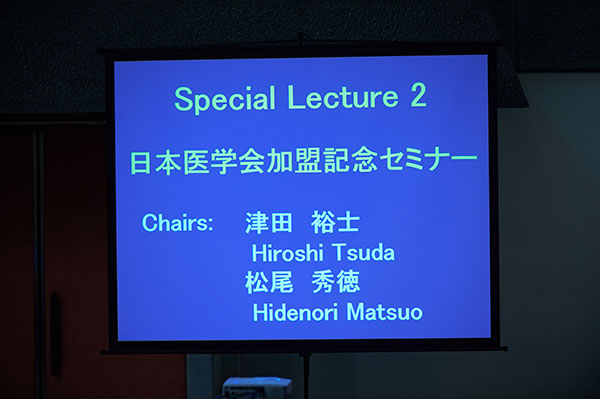 Special Lecture 2
日本医学会加盟記念セミナー
Chairs: 津田 裕士
Hiroshi Tsuda
松尾 秀徳
Hidenori Matsuo